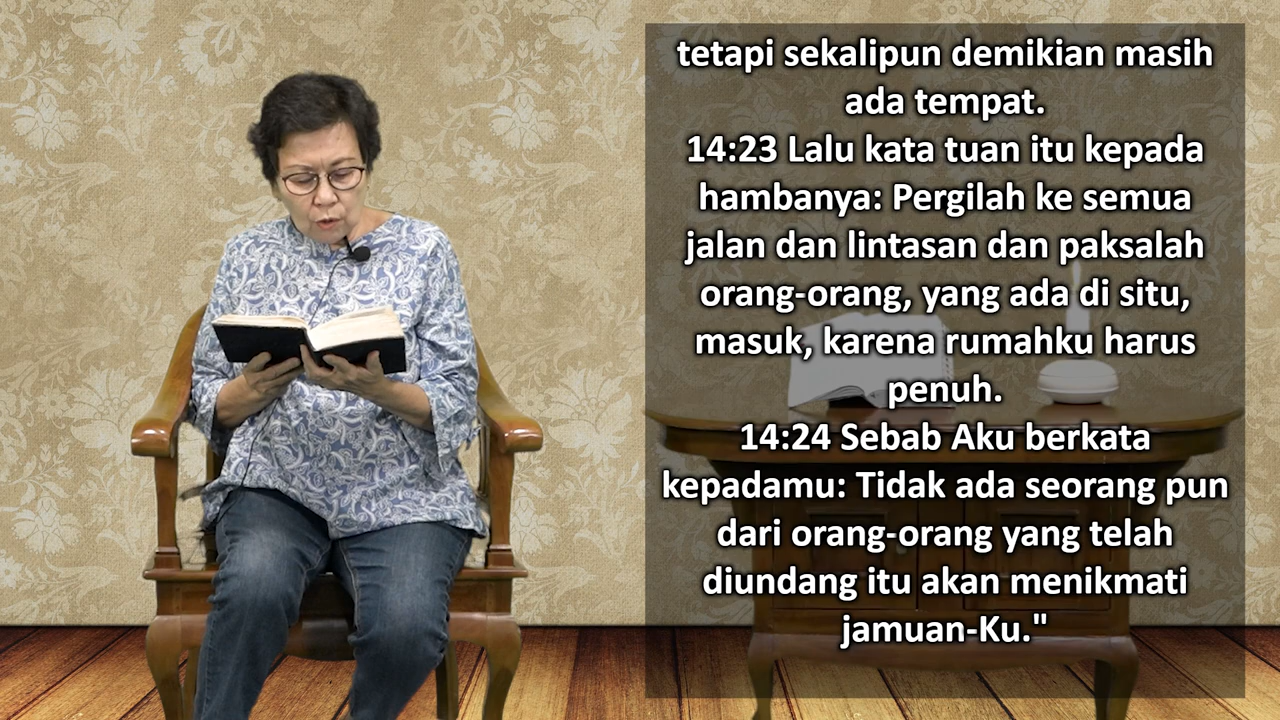 tetapi sekalipun demikian masih
ada tempat.
14:23 Lalu kata tuan itu kepada
hambanya: Pergilah ke semua
jalan dan lintasan dan paksalah
orang-orang, yang ada di situ,
masuk, karena rumahku harus
penuh.
14:24 Sebab Aku berkata
kepadamu: Tidak ada seorang pun
dari orang-orang yang telah
diundang itu akan menikmati
jamuan-Ku."